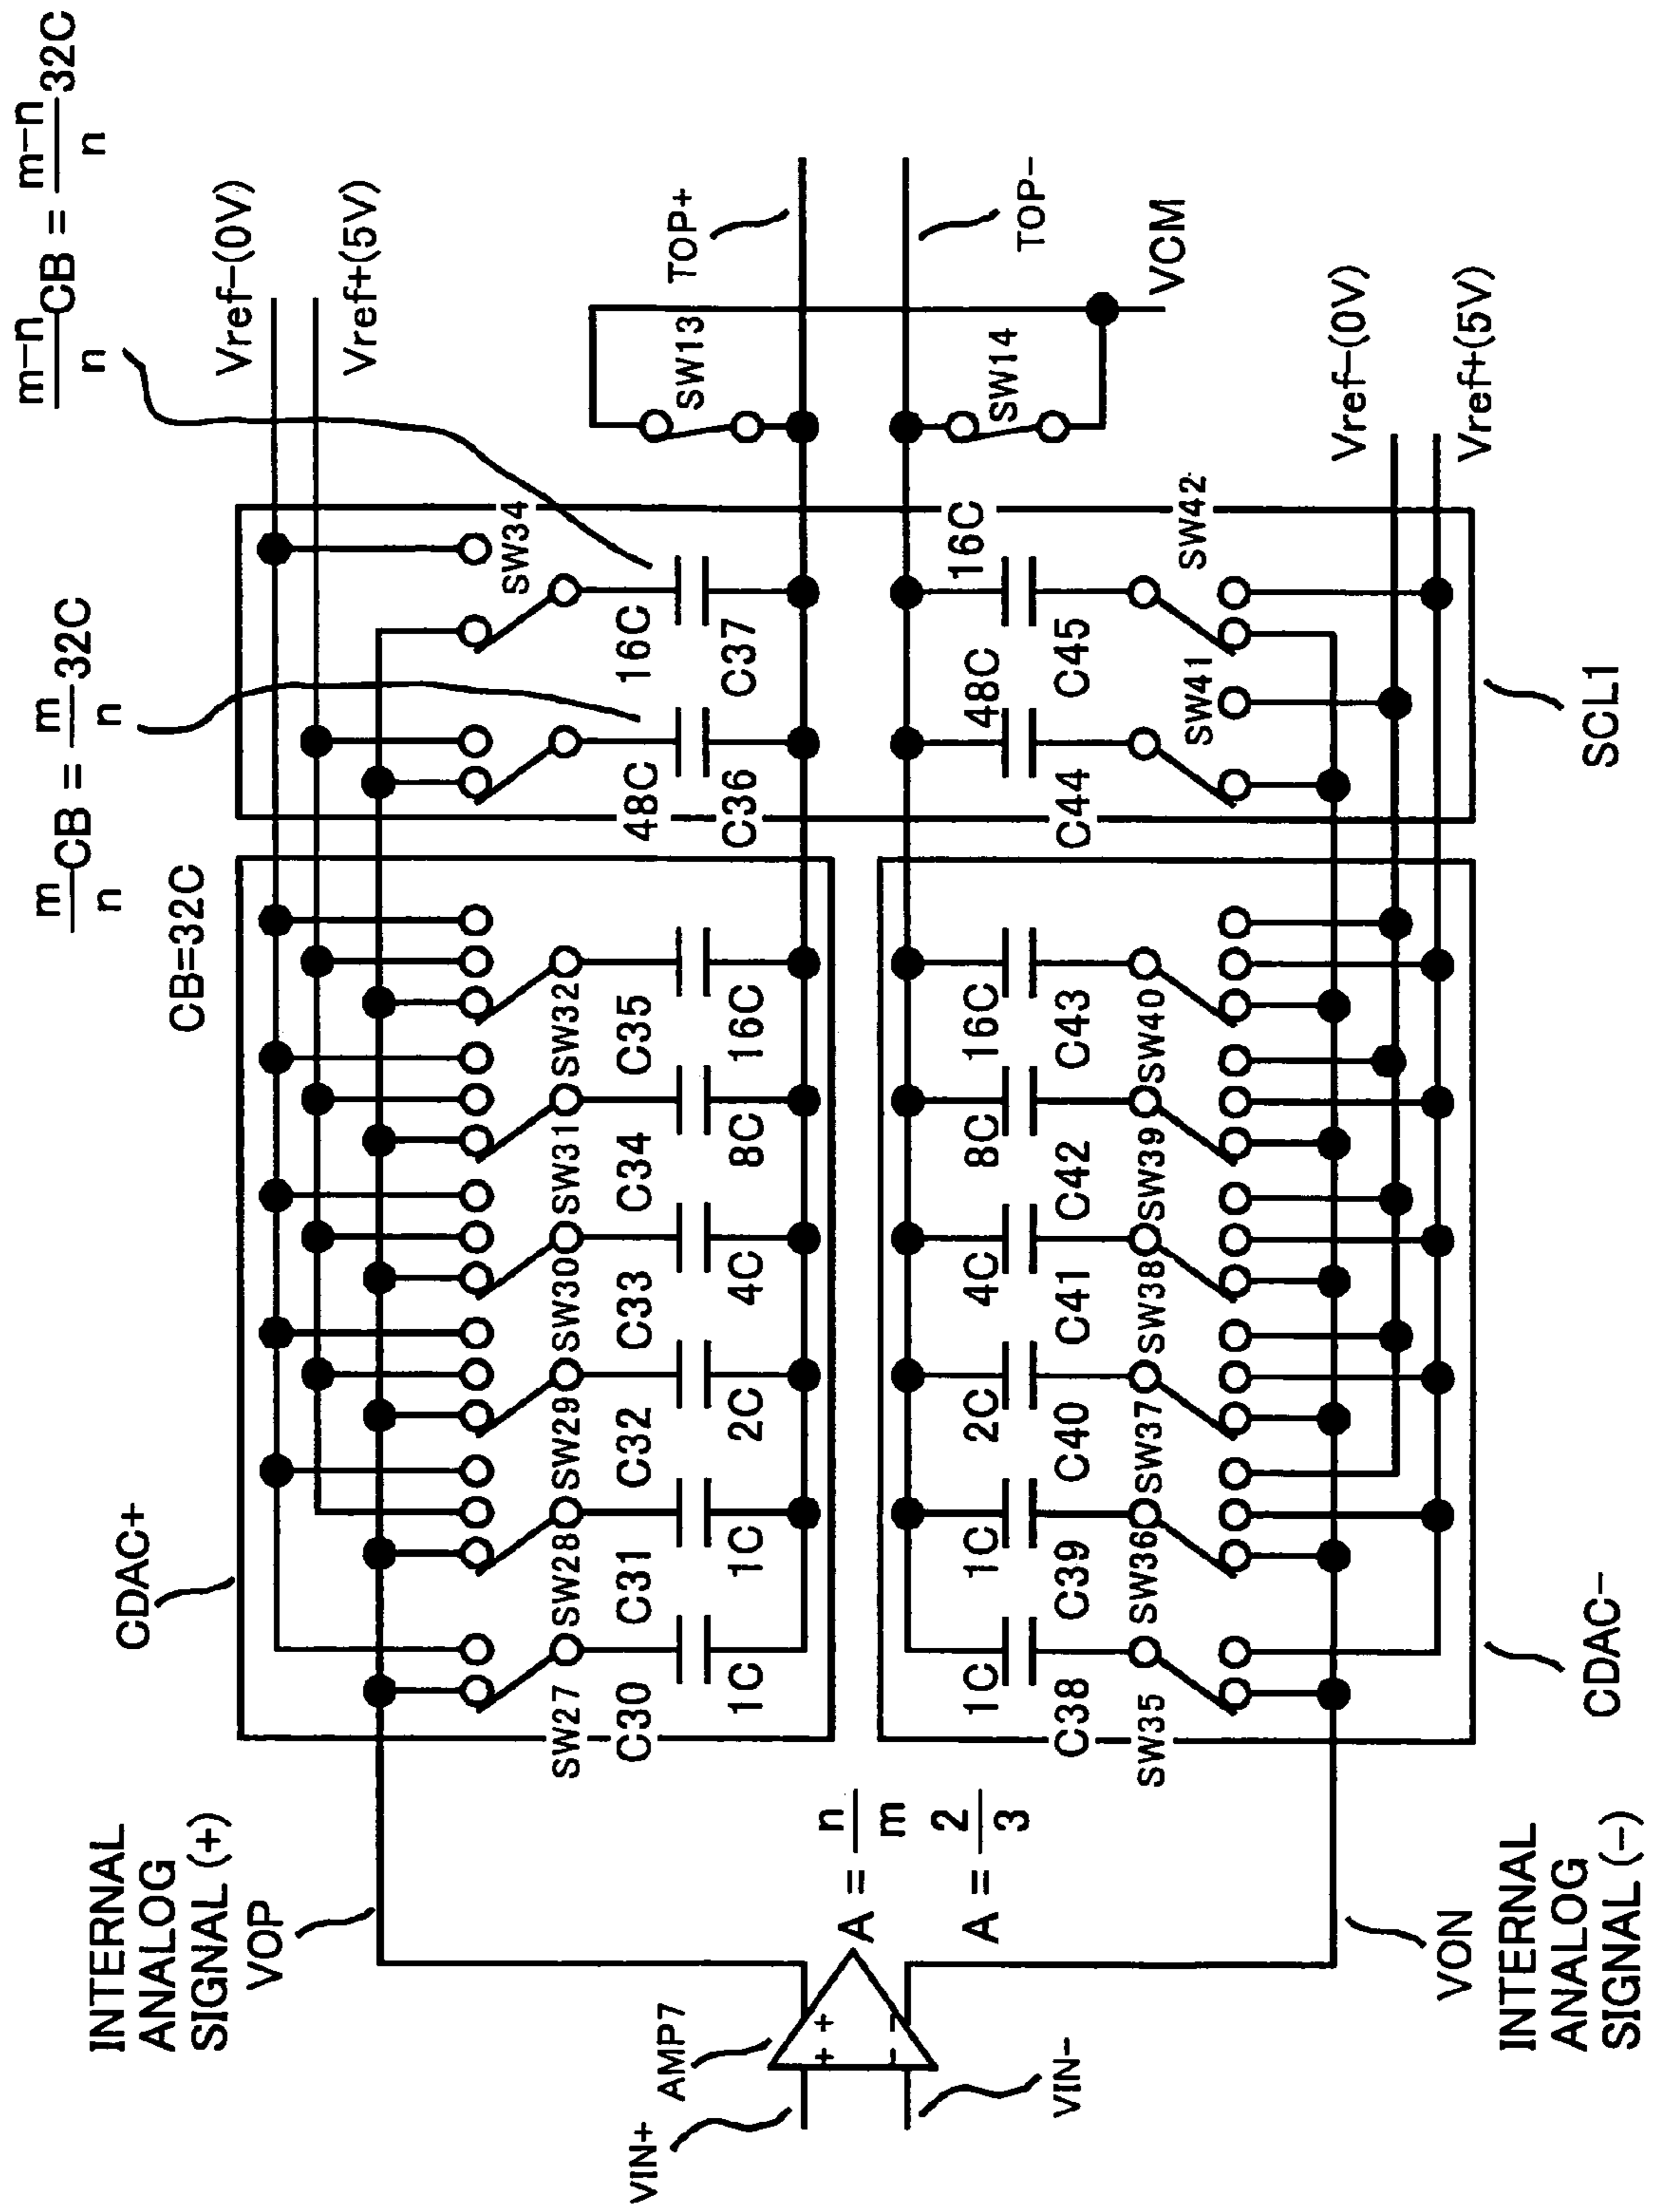 m/n CB = m/n 32C
m-n/n CB = m-n/n 32C
CB=32C
CDAC+
Vref-(0V)
Vref+(5V)
INTERNAL
ANALOG
SIGNAL (+)
VOP
SW27
SW28
SW29
SW30
SW31
SW32
SW34
C30
C31
C32
C33
C34
C35
48C
16C
1C
1C
2C
4C
8C
16C
C36
C37
SW13
TOP+
VIN+
AMP7
+ +
- -
VIN-
A = n/m
A = 2/3
TOP-
SW14
VCM
1C
1C
2C
4C
8C
16C
48C
16C
C38
C39
C40
C41
C42
C43
C44
C45
SW35
SW36
SW37
SW38
SW39
SW40
SW41
SW42
Vref-(0V)
Vref+(5V)
VON
INTERNAL
ANALOG
SIGNAL (-)
CDAC-
SCL1